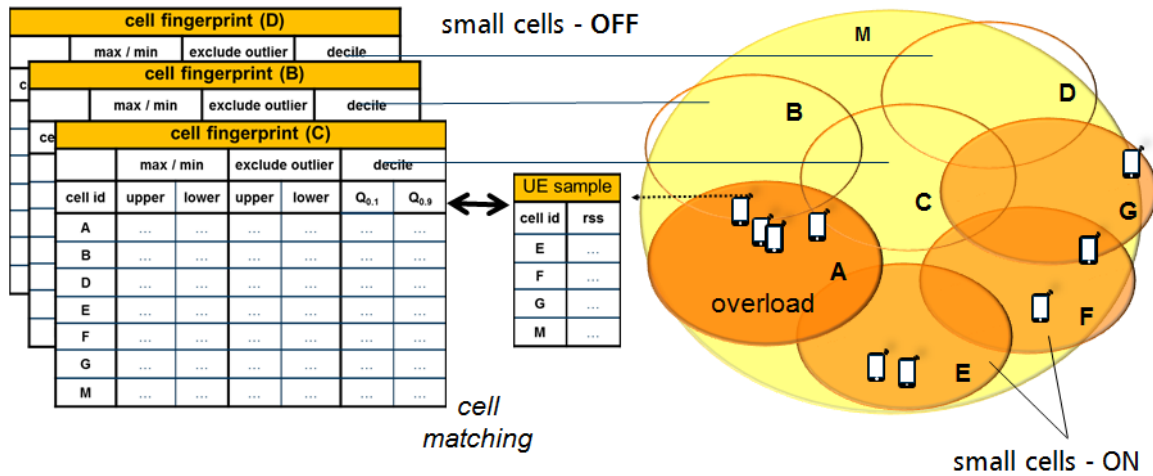 cell fingerprint (D)
max / min exclude outlier decile
c
cell fingerprint (B)
max / min exclude outlier decile
ce
cell fingerprint (C)
max / min exclude outlier decile
cell id upper lower upper lower Q0.1 Q0.9
A ... ... ... ... ... ...
B ... ... ... ... ... ...
D ... ... ... ... ... ...
E ... ... ... ... ... ...
F ... ... ... ... ... ...
G ... ... ... ... ... ...
M ... ... ... ... ... ...
cell
matching
UE sample
cell id rss
E ...
F ...
G ...
M ...
small cells - OFF
M
D
B
C
G
A
overload
F
E
small cells - ON